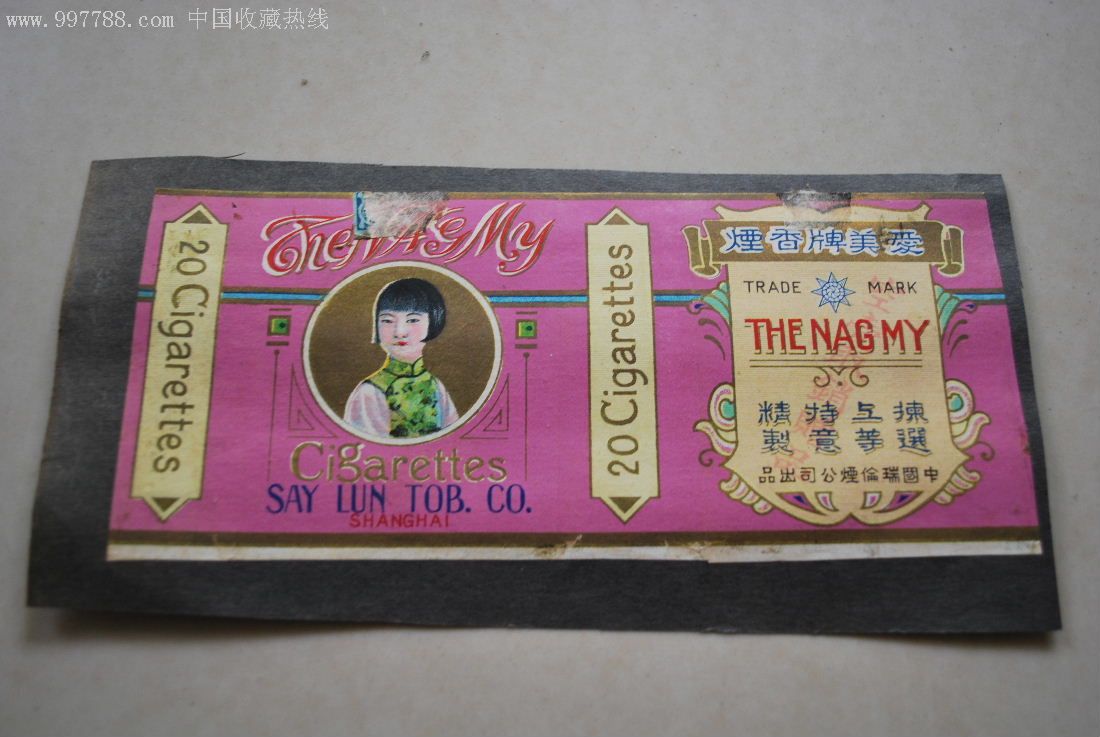 www.997788.com 中国收藏热线
20 Cigarettes
The NAG My
Cigarettes
SAY LUN TOB. CO.
SHANGHAI
20 Cigarettes
煙香牌美愛
TRADE MARK
THE NAG MY
精持上揀
製意等選
品出司公煙倫瑞國中